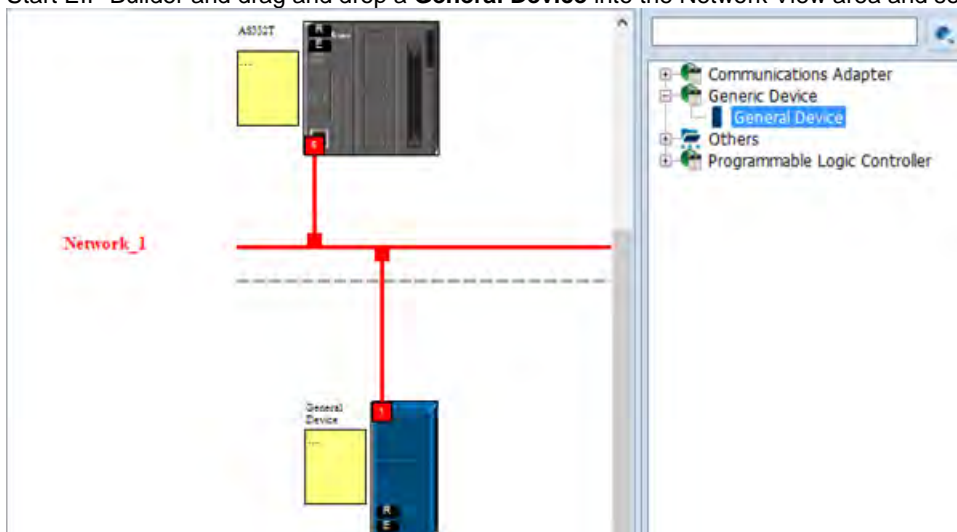 Start EIP Builder and drag and drop a General Device into the Network View area and se
AS332T
R
E
....
6
Communications Adapter
Generic Device
General Device
Others
Programmable Logic Controller
Network_1
General
Device
1
....
R
E